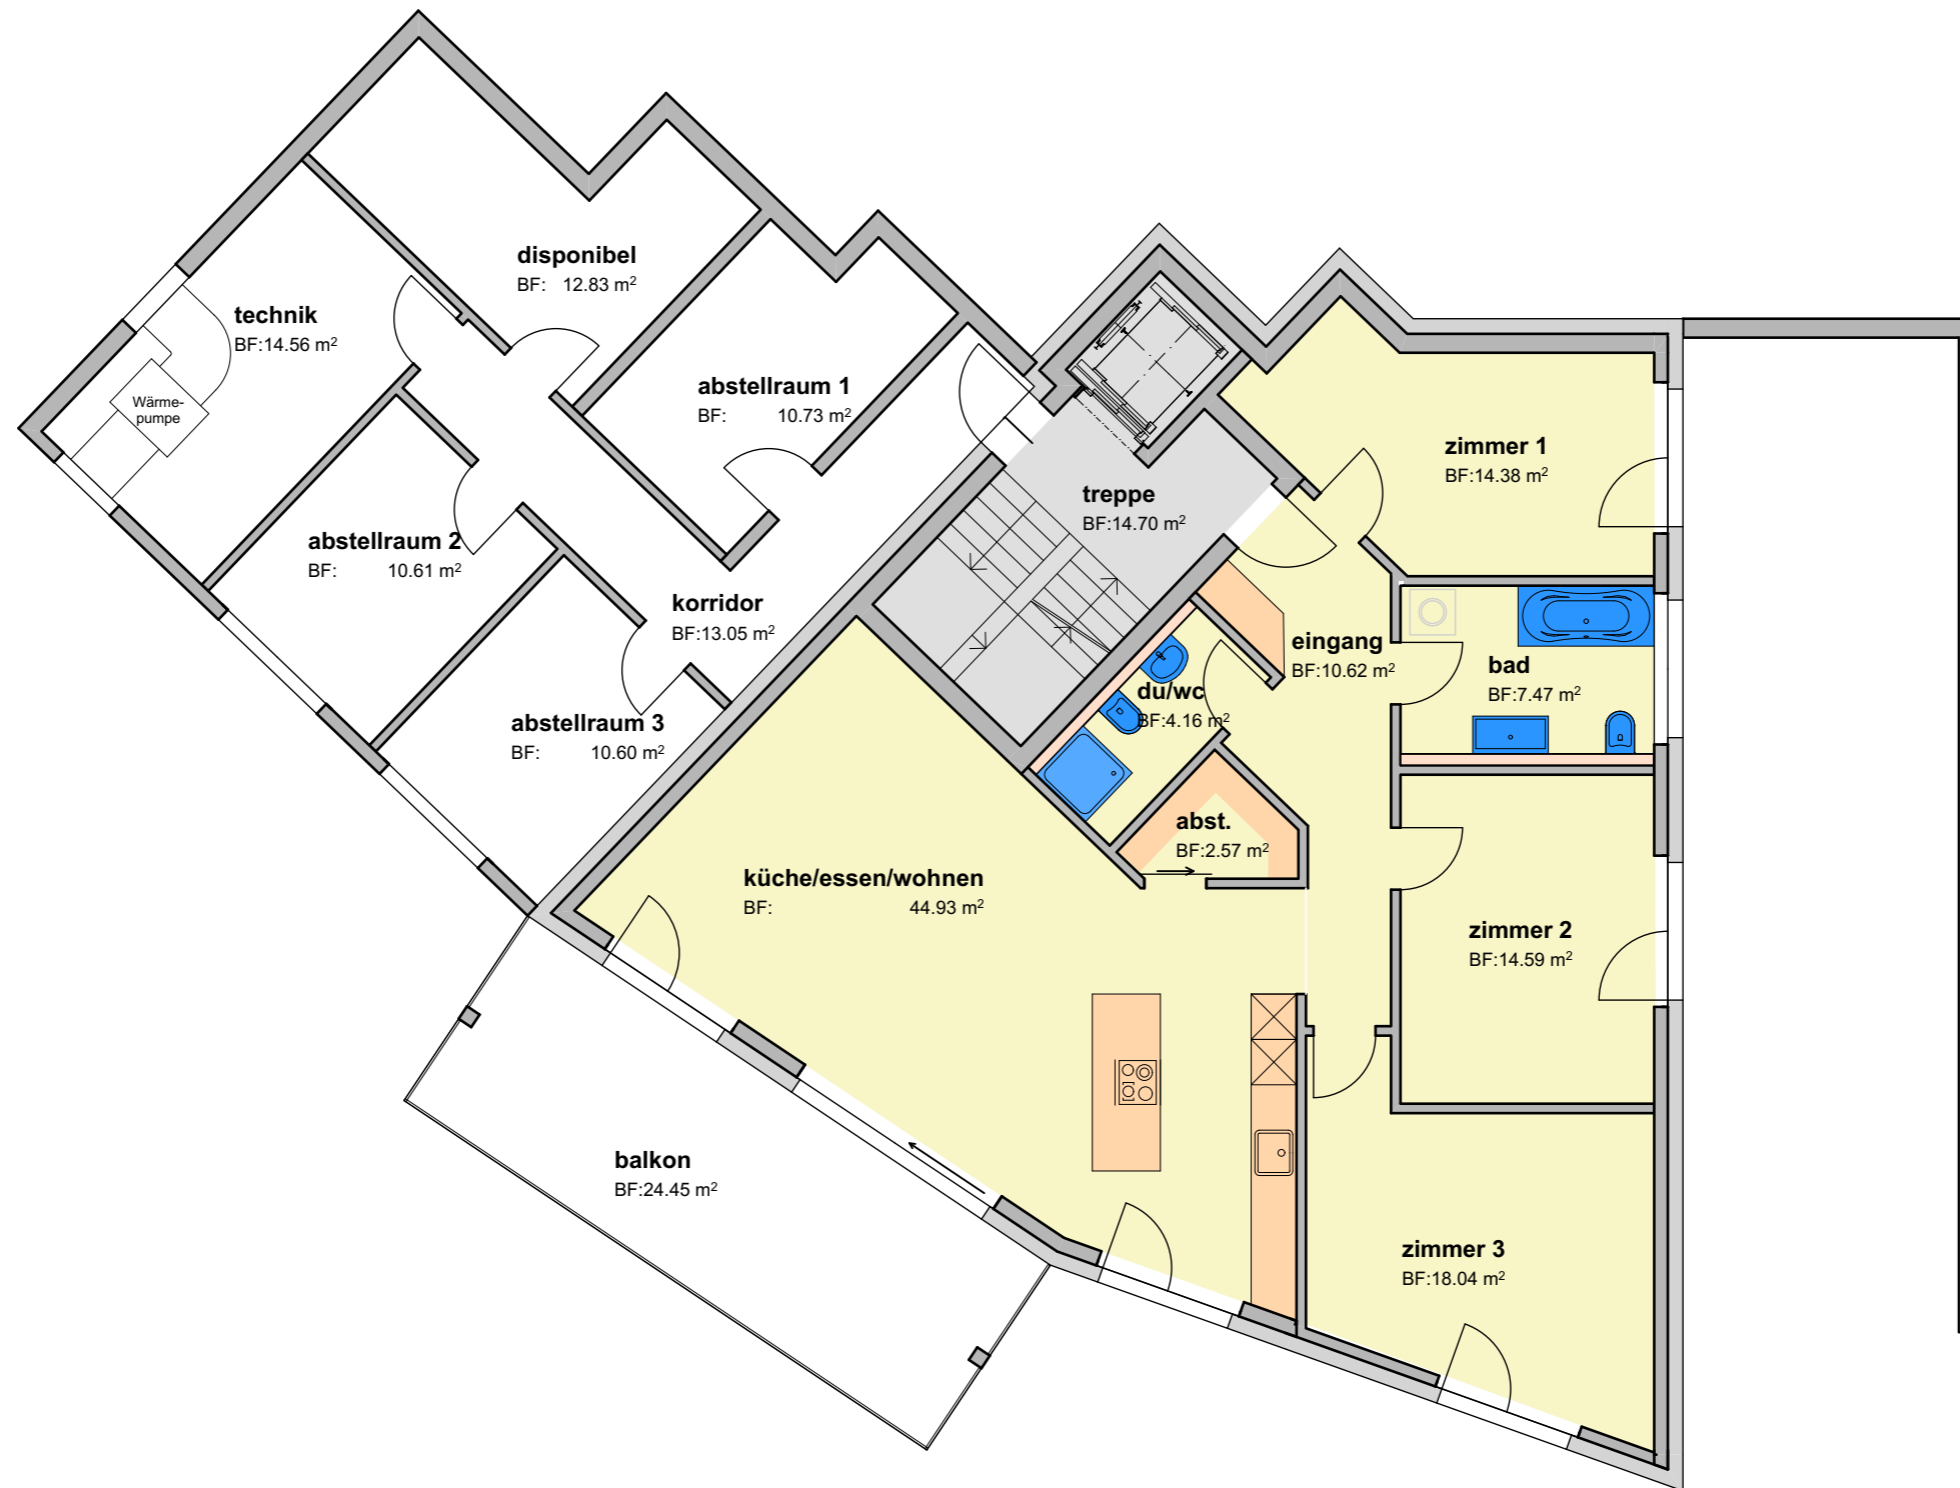 disponibel
BF: 12.83 m²
technik
BF:14.56 m²
Wärme-
pumpe
abstellraum 1
BF: 10.73 m²
zimmer 1
BF:14.38 m²
treppe
BF:14.70 m²
abstellraum 2
BF: 10.61 m²
korridor
BF:13.05 m²
eingang
BF:10.62 m²
bad
BF:7.47 m²
du/wc
BF:4.16 m²
abstellraum 3
BF: 10.60 m²
abst.
BF:2.57 m²
küche/essen/wohnen
BF: 44.93 m²
zimmer 2
BF:14.59 m²
balkon
BF:24.45 m²
zimmer 3
BF:18.04 m²